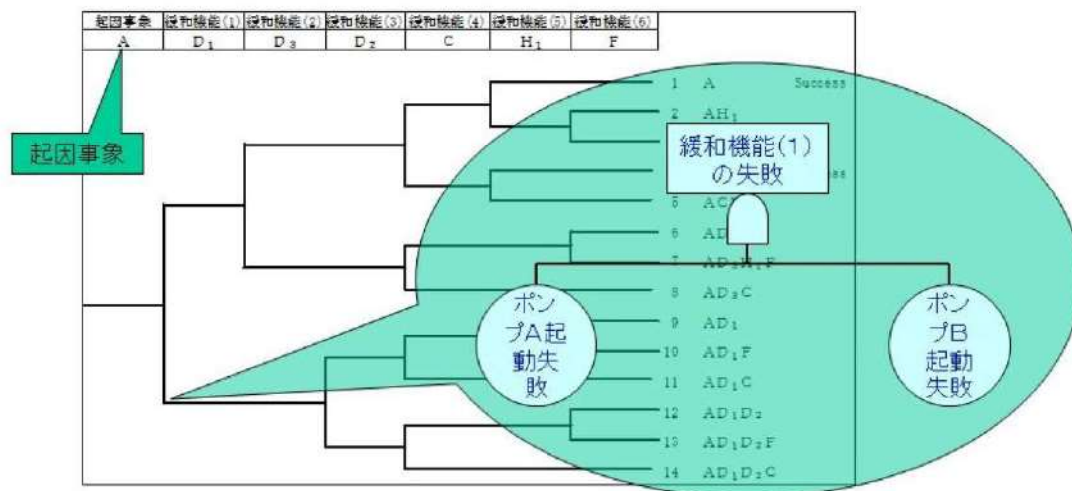 起因事象 緩和機能(1) 緩和機能(2) 緩和機能(3) 緩和機能(4) 緩和機能(5) 緩和機能(6)
A D₁ D₃ D₂ C H₁ F
起因事象
1 A Success
2 AH₁
緩和機能(1)
の失敗
5
6
7 AD₃H₁F
8 AD₃C
9 AD₁
10 AD₁F
11 AD₁C
12 AD₁D₂
13 AD₁D₂F
14 AD₁D₂C
ポン
プA起
動失
敗
ポン
プB
起動
失敗